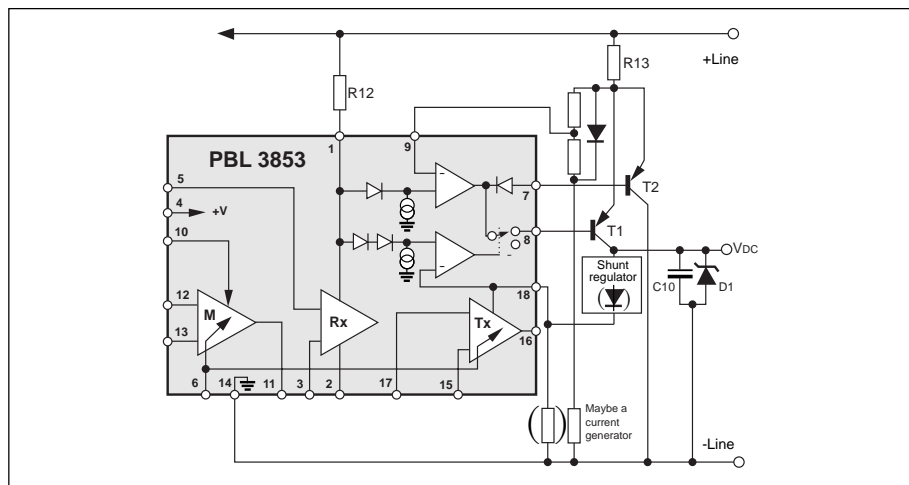 +Line
R13
R12
PBL 3853
1
9
5
4
+V
10
7
T2
T1
8
VDC
Shunt
regulator
C10
D1
12
M
13
Rx
Tx
18
16
6
14
11
3
2
17
15
Maybe a
current
generator
-Line